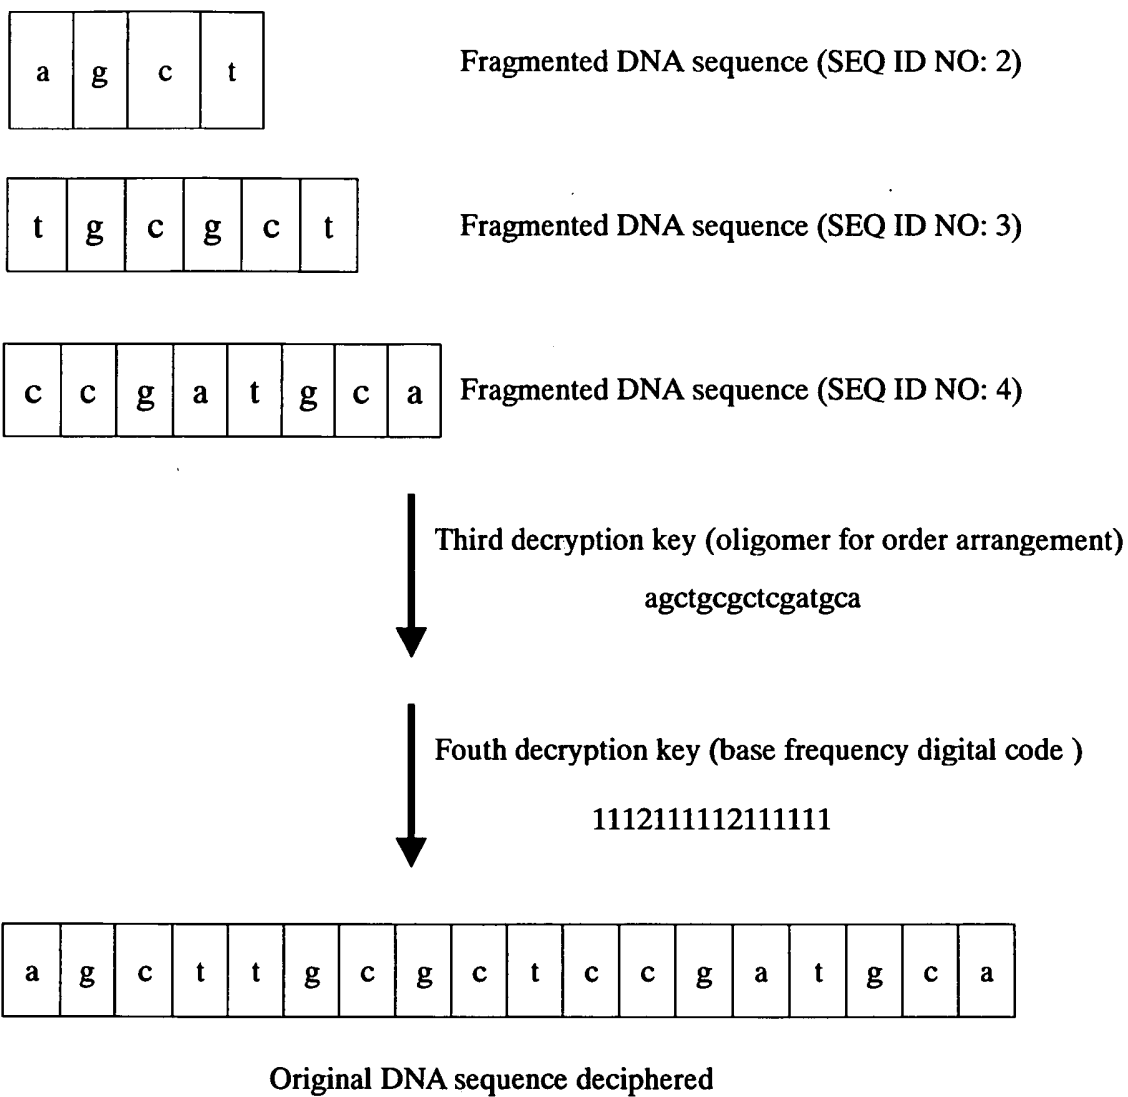 a g c t Fragmented DNA sequence (SEQ ID NO: 2)
t g c g c t Fragmented DNA sequence (SEQ ID NO: 3)
c c g a t g c a Fragmented DNA sequence (SEQ ID NO: 4)
Third decryption key (oligomer for order arrangement)
agctgcgctcgatgca
Fouth decryption key (base frequency digital code )
1112111112111111
a g c t t g c g c t c c g a t g c a
Original DNA sequence deciphered